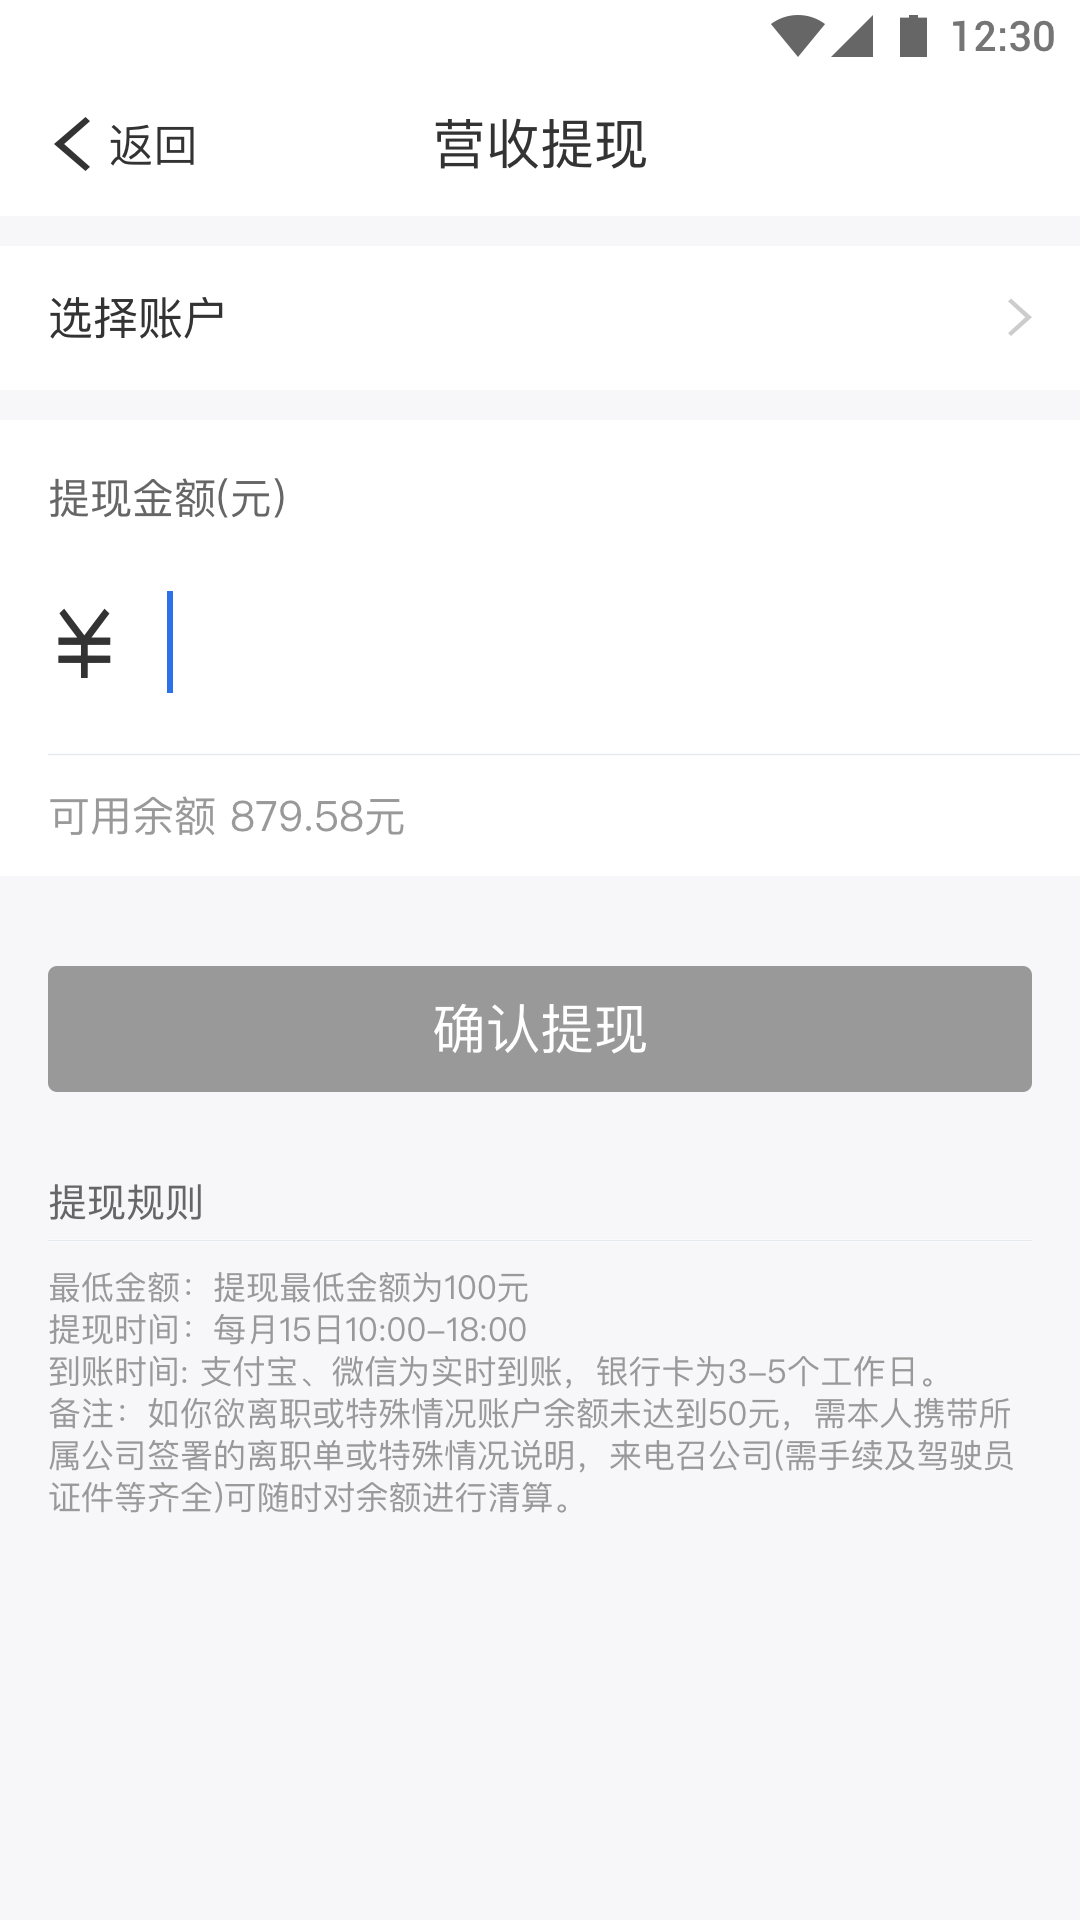 12:30
返回
营收提现
选择账户
提现金额(元)
¥
可用余额 879.58元
确认提现
提现规则
最低金额：提现最低金额为100元
提现时间：每月15日10:00-18:00
到账时间: 支付宝、微信为实时到账，银行卡为3-5个工作日。
备注：如你欲离职或特殊情况账户余额未达到50元，需本人携带所
属公司签署的离职单或特殊情况说明，来电召公司(需手续及驾驶员
证件等齐全)可随时对余额进行清算。